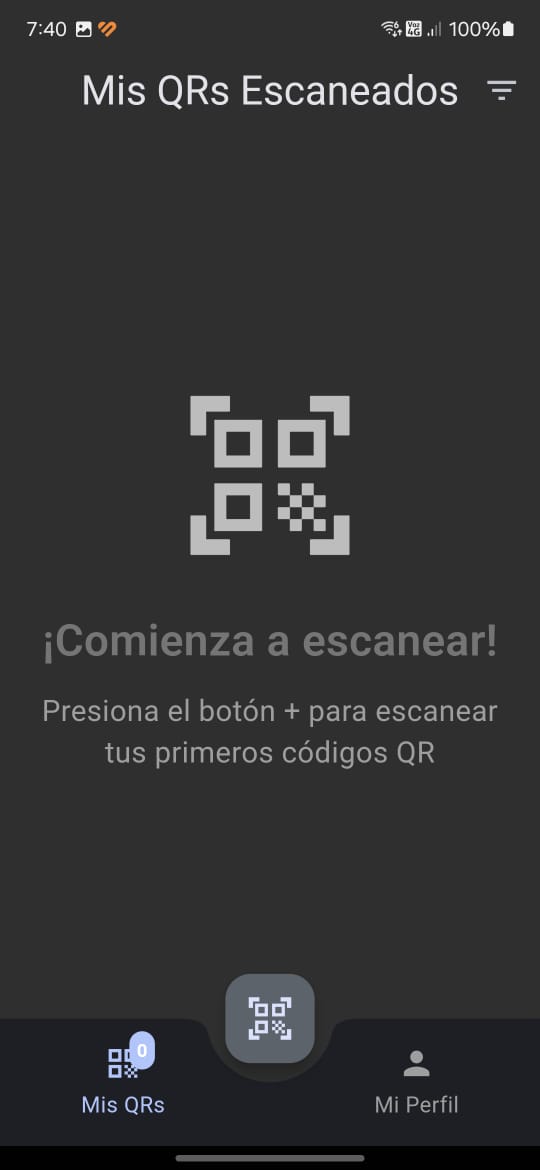 7:40 100%
Voz
4G
Mis QRs Escaneados
¡Comienza a escanear!
Presiona el botón + para escanear
tus primeros códigos QR
0
Mis QRs
Mi Perfil